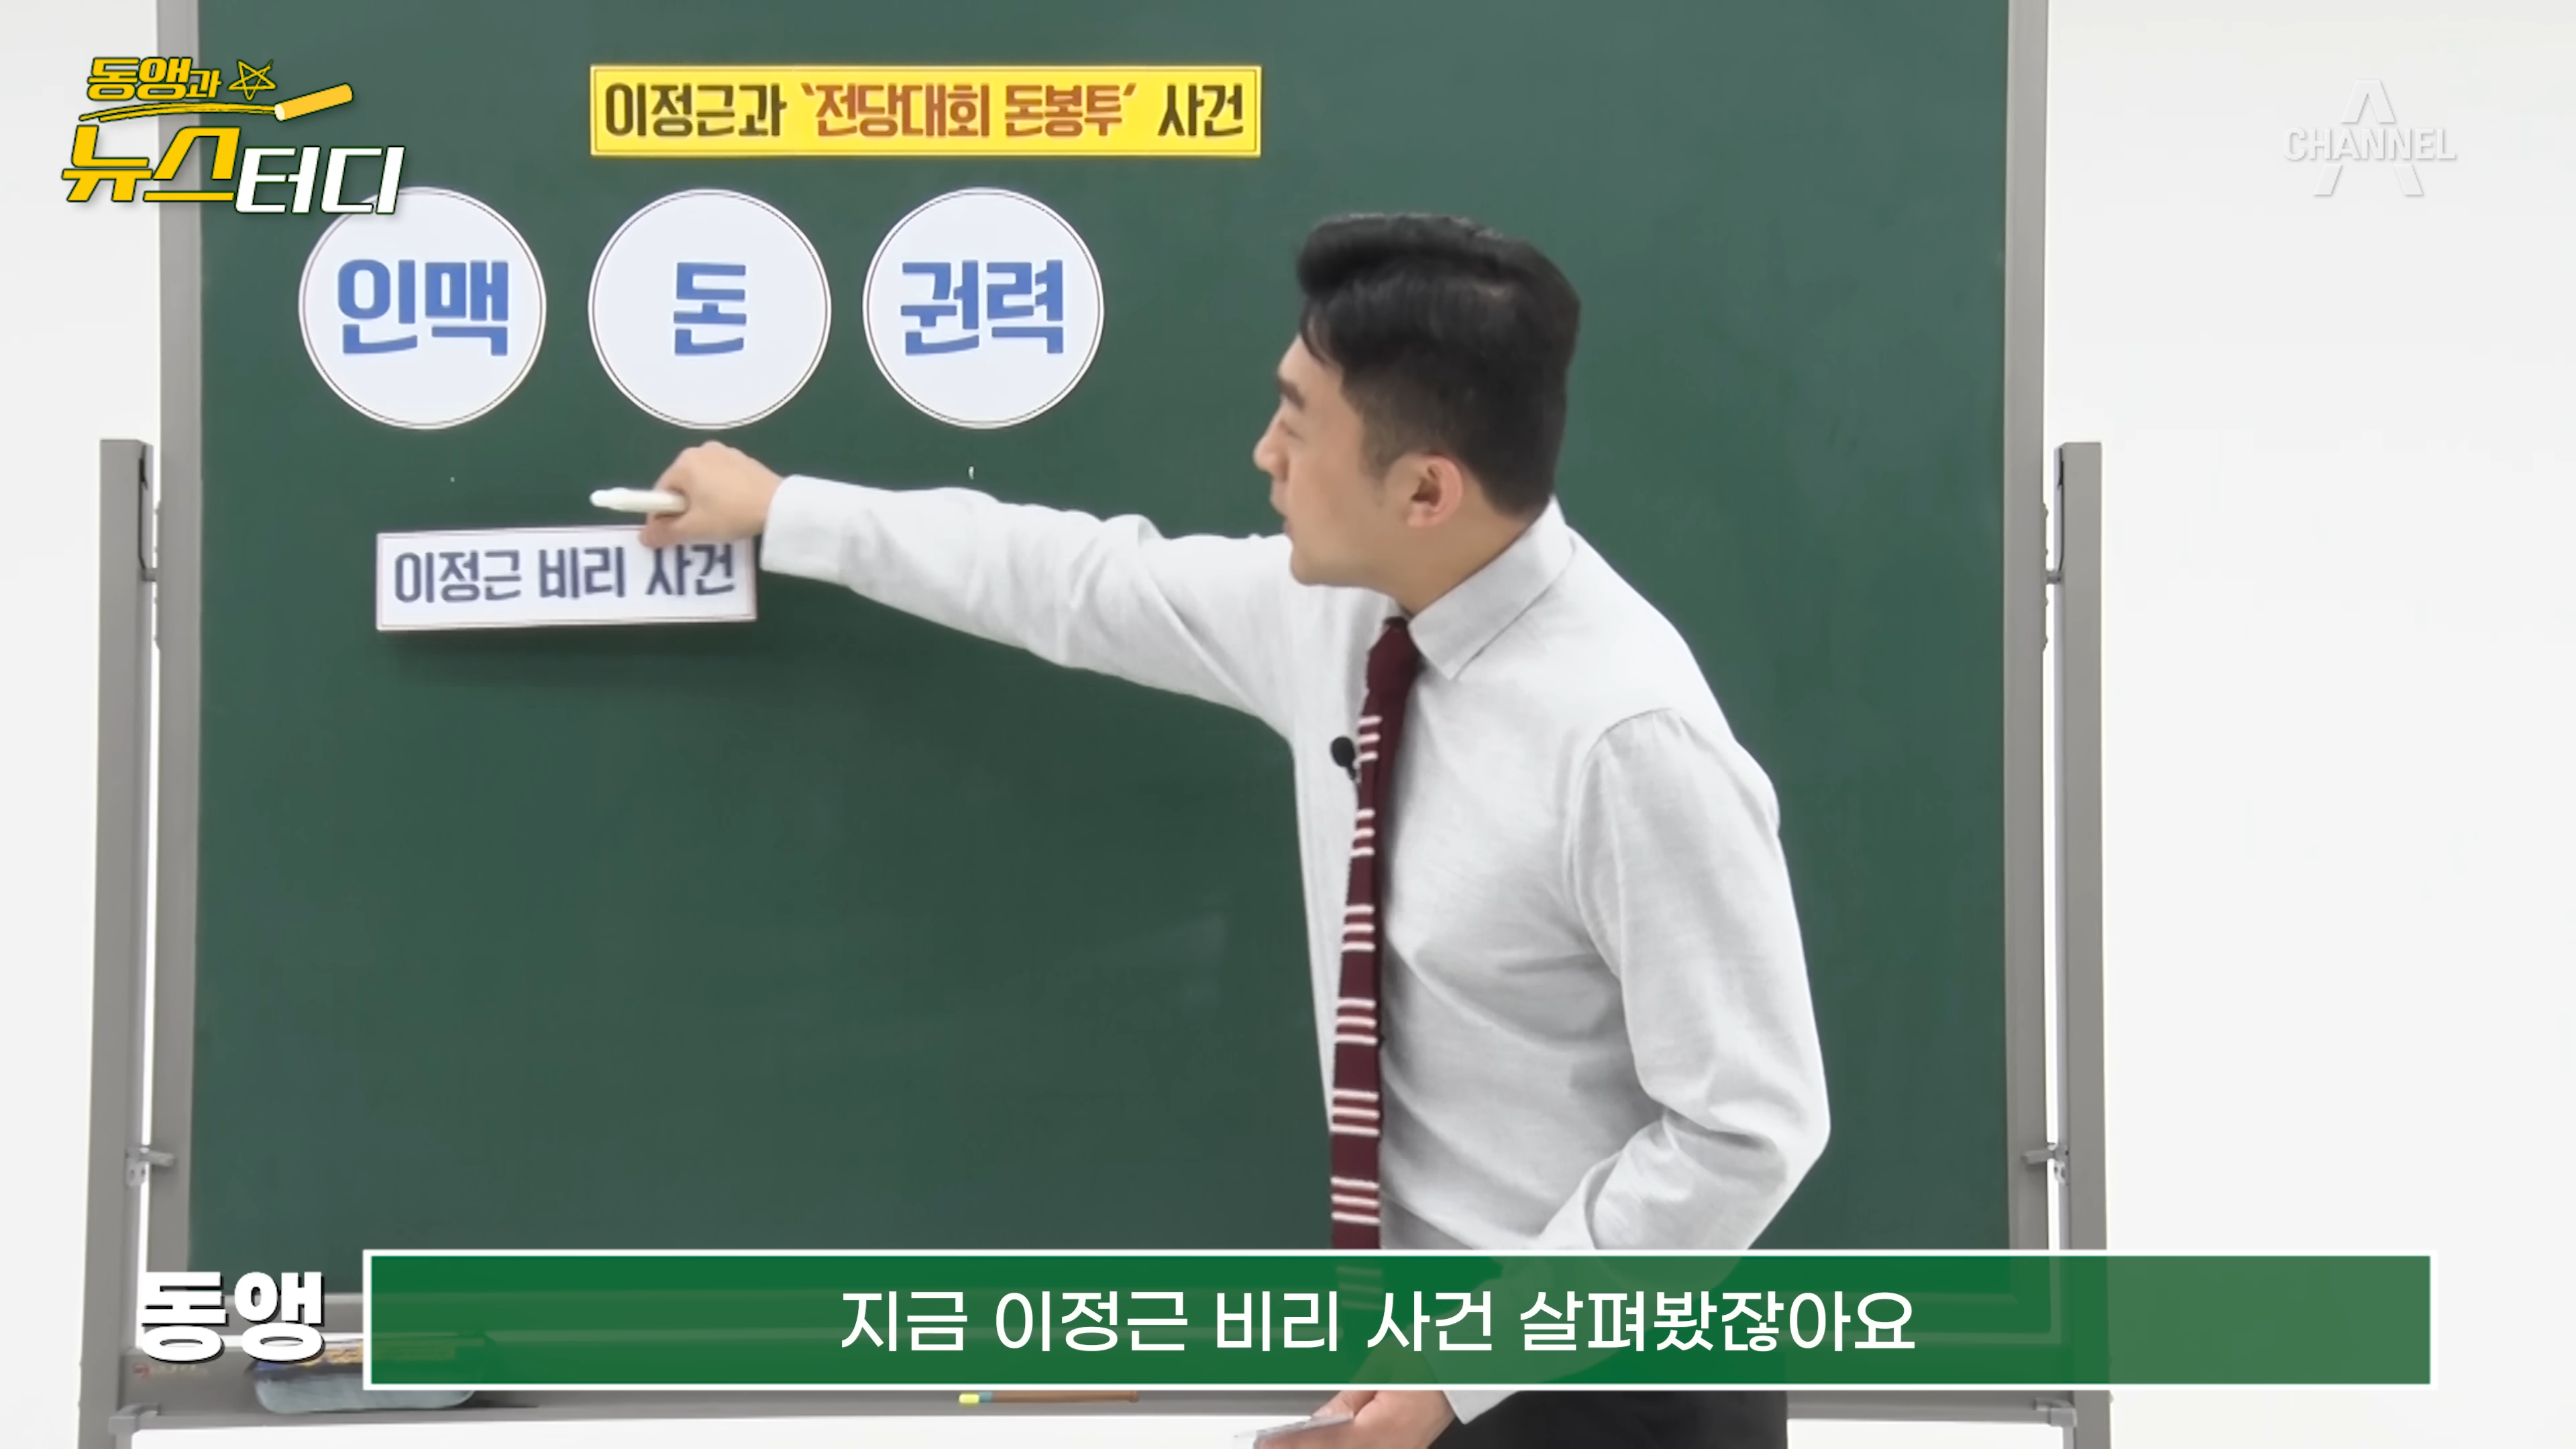 동앵과
뉴스터디
이정근과 '전당대회 돈봉투' 사건
CHANNEL A
인맥
돈
권력
이정근 비리 사건
동앵
지금 이정근 비리 사건 살펴봤잖아요